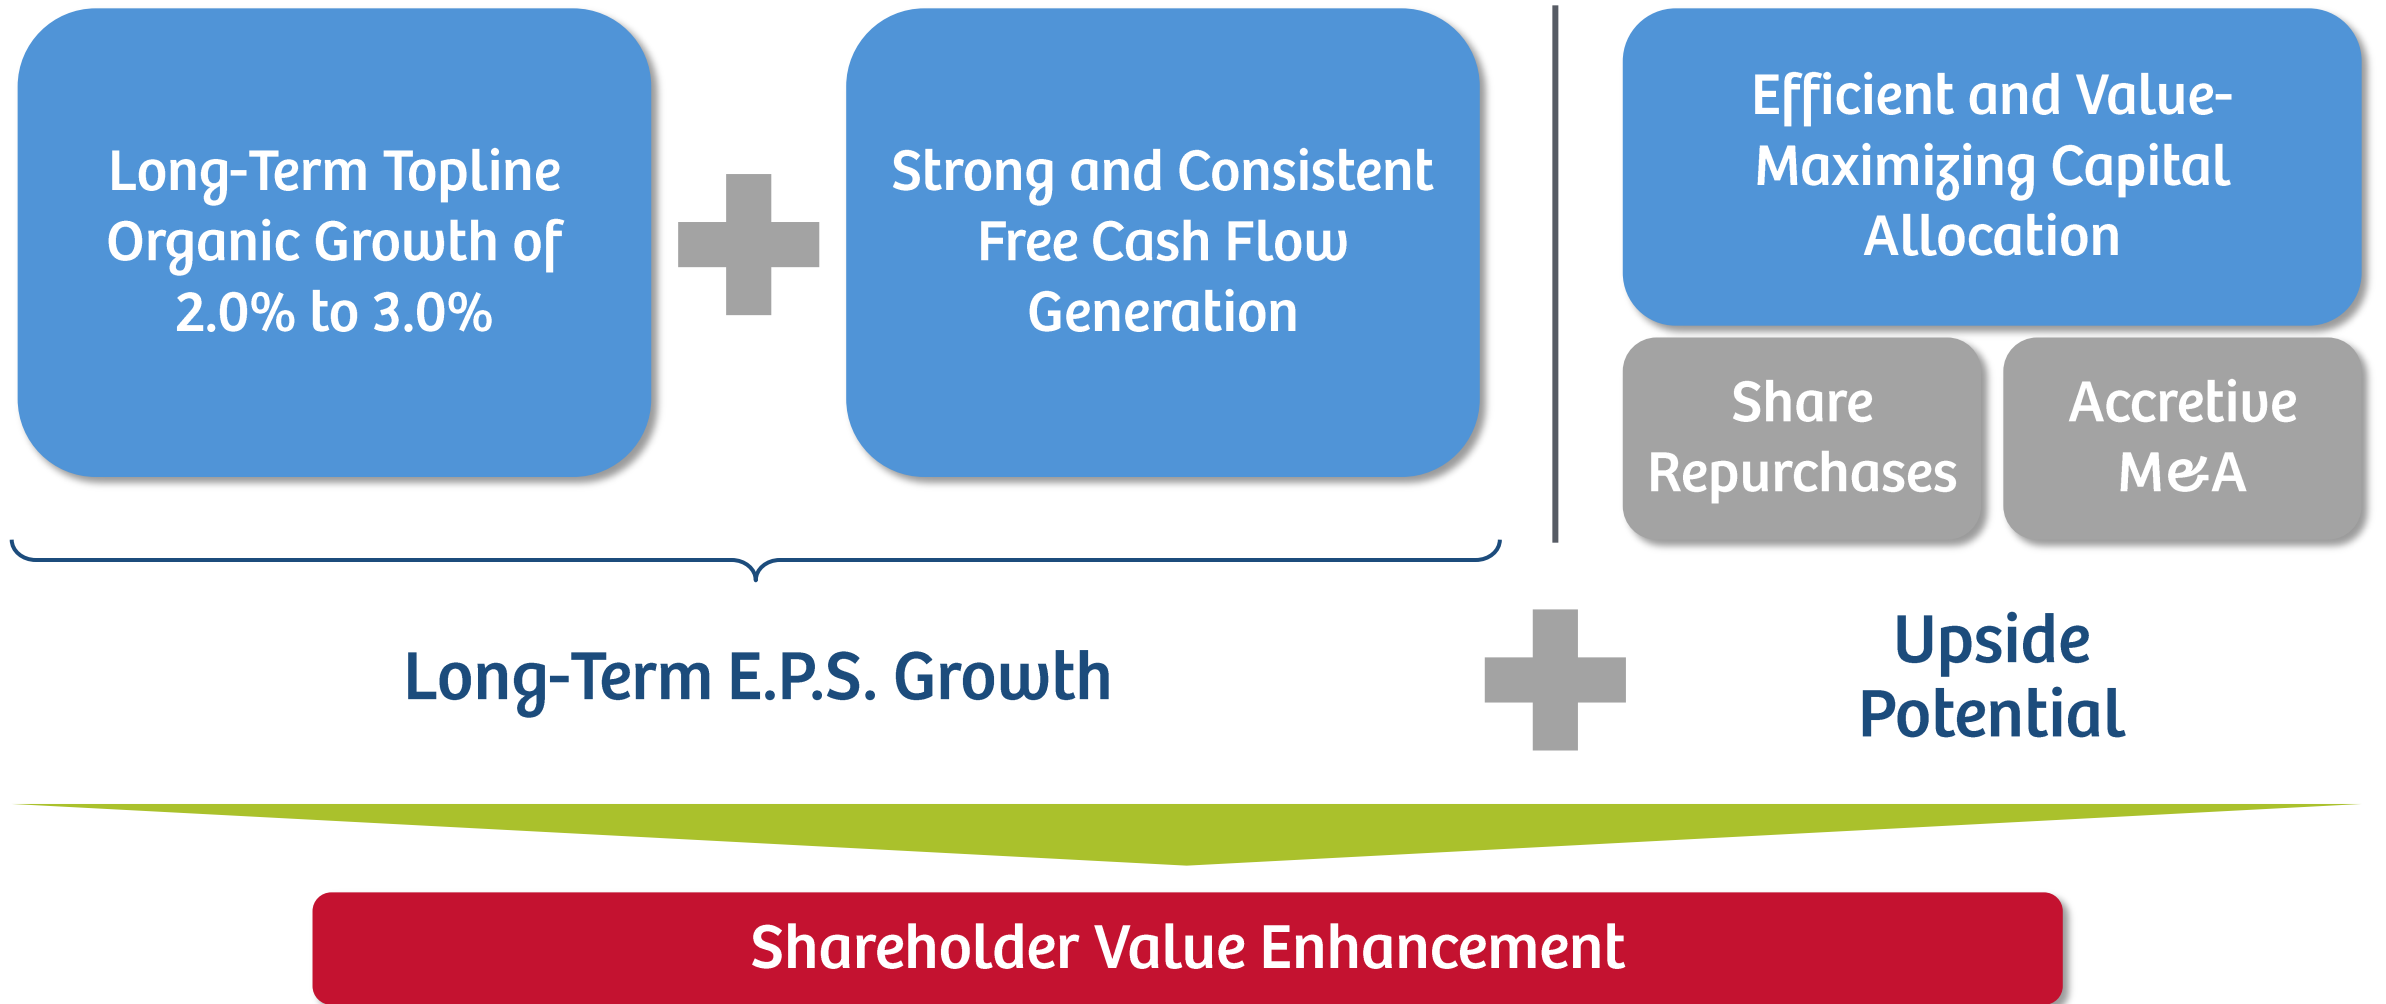 Long-Term Topline
Organic Growth of
2.0% to 3.0%
Strong and Consistent
Free Cash Flow
Generation
Efficient and Value-
Maximizing Capital
Allocation
Share
Repurchases
Accretive
M&A
Long-Term E.P.S. Growth
Upside
Potential
Shareholder Value Enhancement